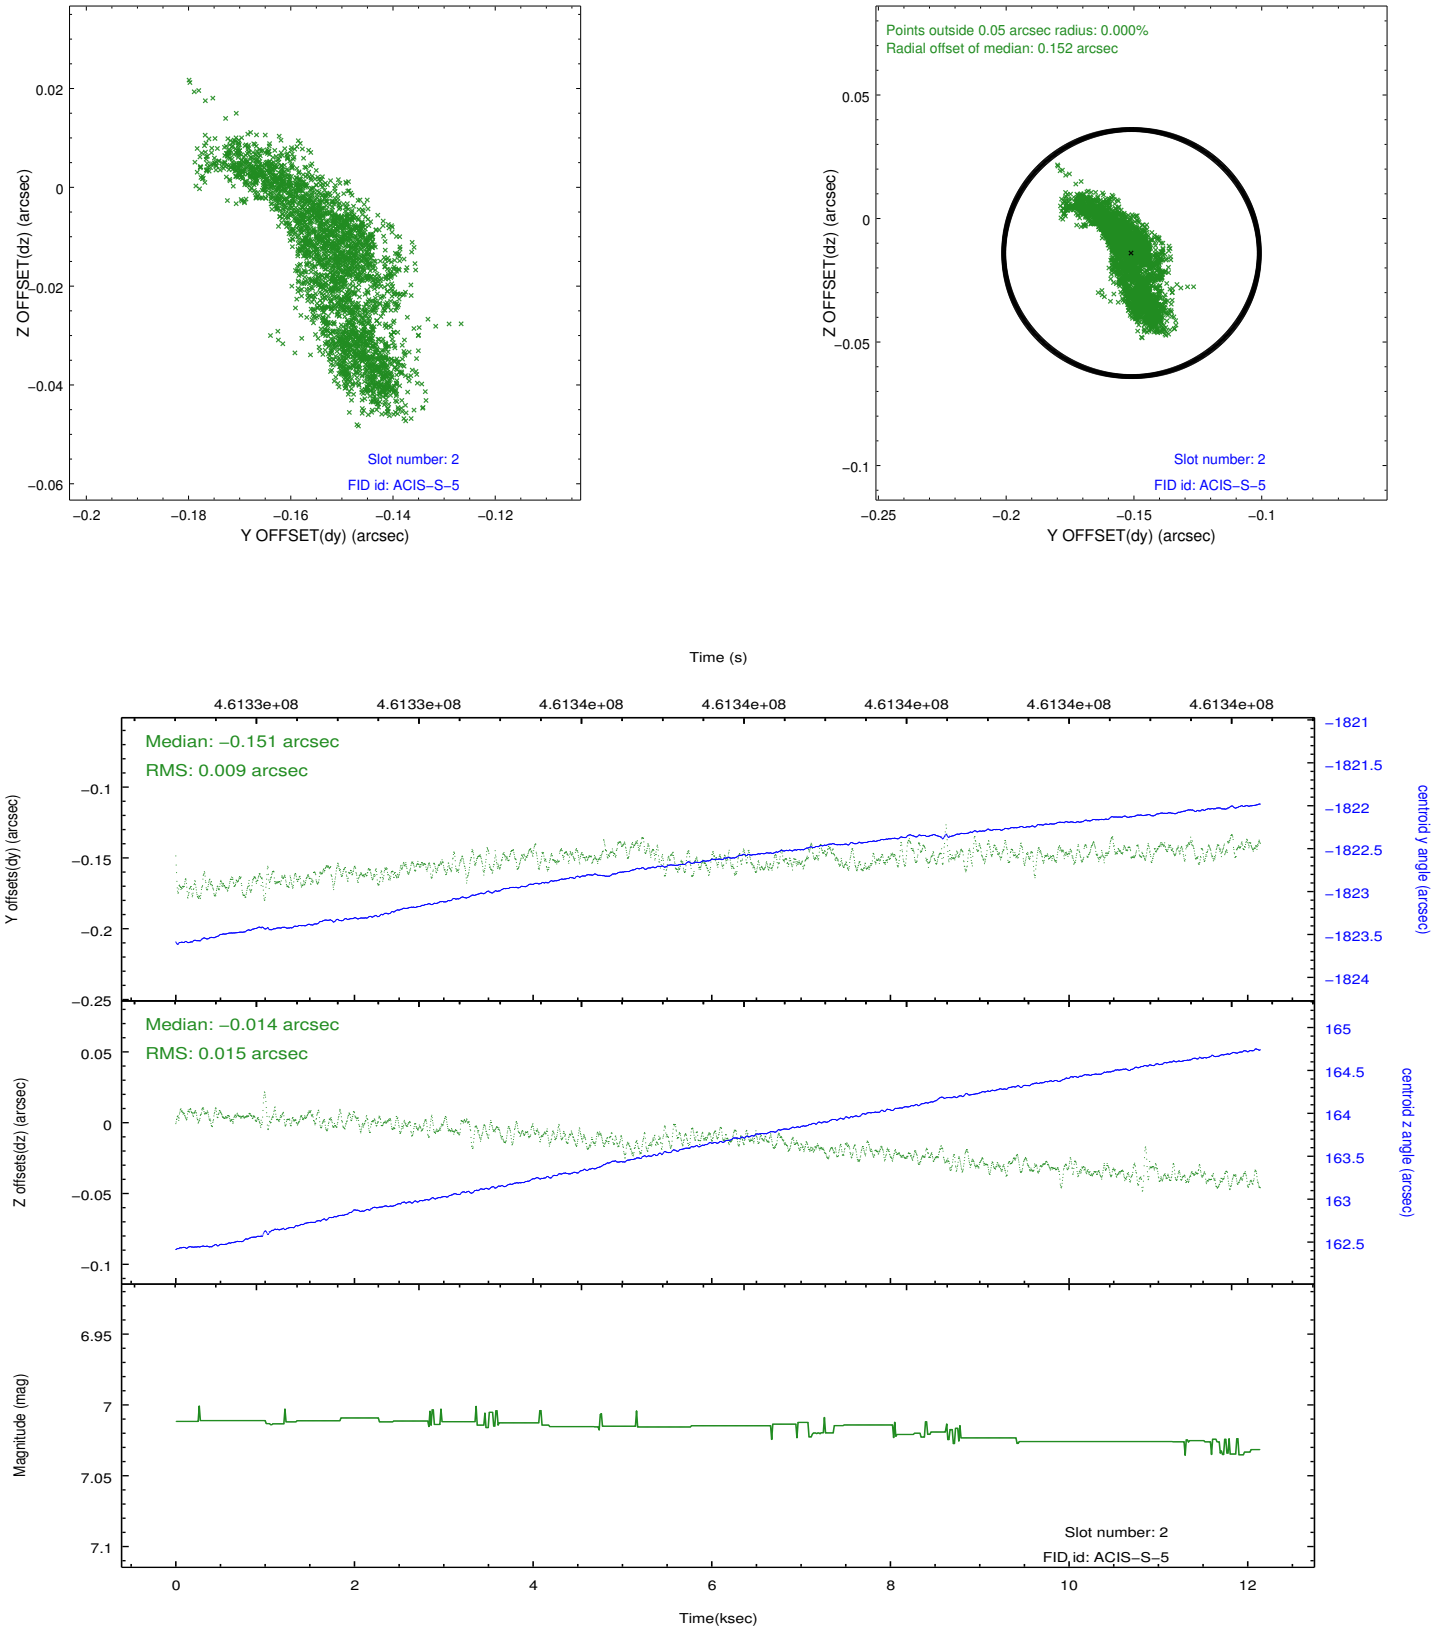 0.02
0
−0.02
−0.04
−0.06
Z OFFSET(dz) (arcsec)
Slot number: 2
FID id: ACIS−S−5
−0.2
−0.18
−0.16
−0.14
−0.12
Y OFFSET(dy) (arcsec)
Points outside 0.05 arcsec radius: 0.000%
Radial offset of median: 0.152 arcsec
0.05
0
−0.05
−0.1
Z OFFSET(dz) (arcsec)
Slot number: 2
FID id: ACIS−S−5
−0.25
−0.2
−0.15
−0.1
Y OFFSET(dy) (arcsec)
Time (s)
4.6133e+08
4.6133e+08
4.6134e+08
4.6134e+08
4.6134e+08
4.6134e+08
4.6134e+08
Median: −0.151 arcsec
RMS: 0.009 arcsec
−0.1
−0.15
−0.2
−0.25
Y offsets(dy) (arcsec)
−1821
−1821.5
−1822
−1822.5
−1823
−1823.5
−1824
centroid y angle (arcsec)
Median: −0.014 arcsec
RMS: 0.015 arcsec
0.05
0
−0.05
−0.1
Z offsets(dz) (arcsec)
165
164.5
164
163.5
163
162.5
centroid z angle (arcsec)
6.95
7
7.05
7.1
Magnitude (mag)
Slot number: 2
FID id: ACIS−S−5
0
2
4
6
8
10
12
Time(ksec)